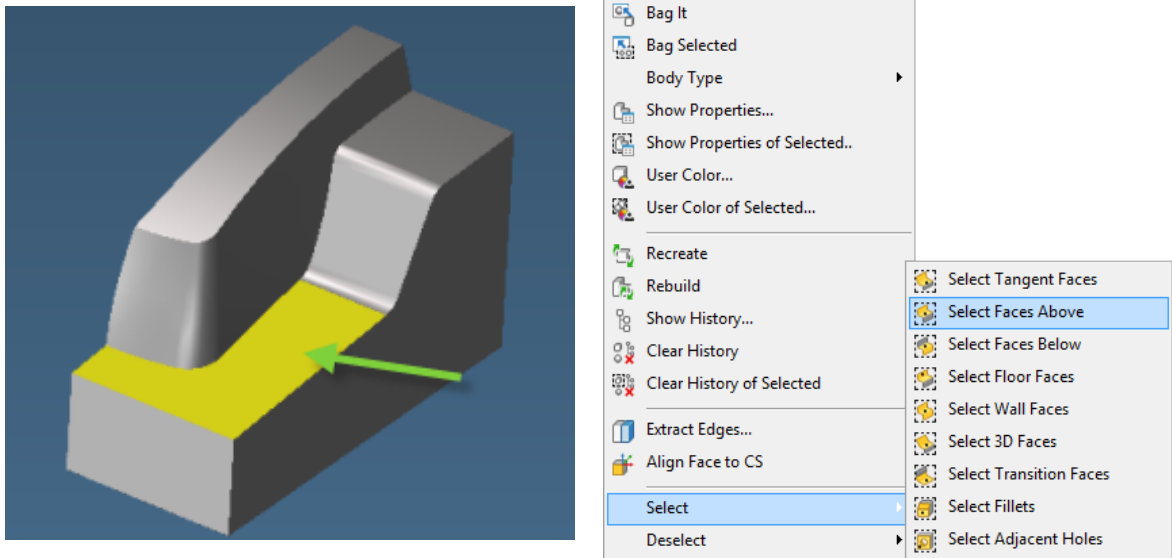 Bag It
Bag Selected
Body Type
Show Properties...
Show Properties of Selected..
User Color...
User Color of Selected...
Recreate
Rebuild
Show History...
Clear History
Clear History of Selected
Extract Edges...
Align Face to CS
Select
Deselect
Select Tangent Faces
Select Faces Above
Select Faces Below
Select Floor Faces
Select Wall Faces
Select 3D Faces
Select Transition Faces
Select Fillets
Select Adjacent Holes